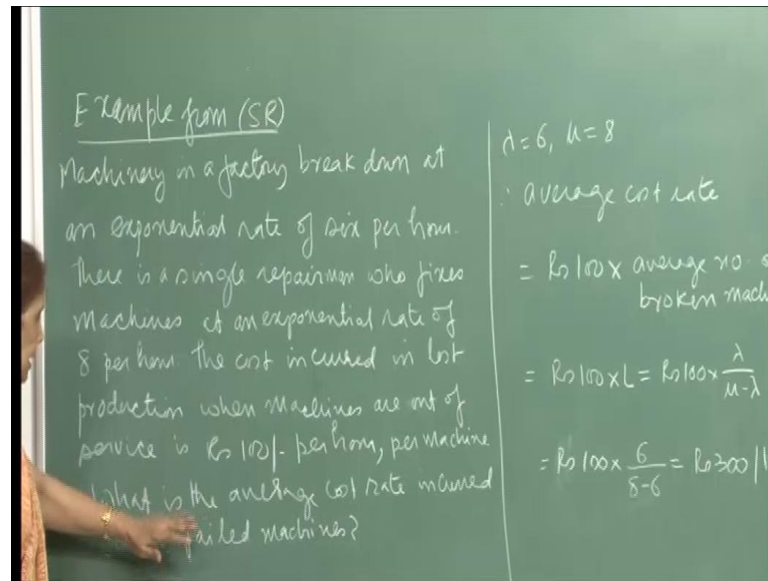 Example from (SR)
Machinery in a factory break down at
an exponential rate of six per hour.
There is a single repairman who fixes
machines at an exponential rate of
8 per hour. The cost incurred in lost
production when machines are out of
service is Rs 100/- per hour, per machine
What is the average cost rate incurred
failed machines?
λ=6, μ=8
∴ average cost rate
= Rs 100 × average no.
broken mach
= Rs 100 × L = Rs 100 × λ/(μ-λ)
= Rs 100 × 6/(8-6) = Rs 300/